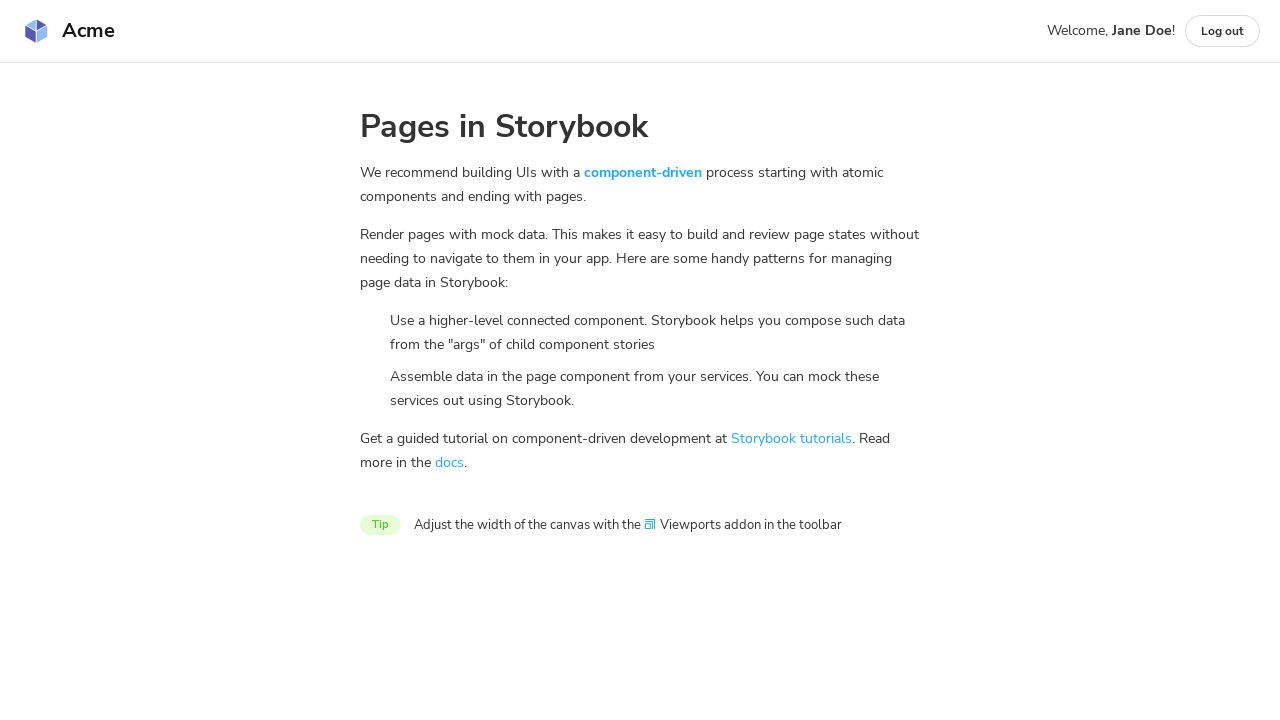 Acme
Welcome, Jane Doe!
Log out
Pages in Storybook
We recommend building UIs with a component-driven process starting with atomic
components and ending with pages.
Render pages with mock data. This makes it easy to build and review page states without
needing to navigate to them in your app. Here are some handy patterns for managing
page data in Storybook:
Use a higher-level connected component. Storybook helps you compose such data
from the "args" of child component stories
Assemble data in the page component from your services. You can mock these
services out using Storybook.
Get a guided tutorial on component-driven development at Storybook tutorials. Read
more in the docs.
Tip
Adjust the width of the canvas with the Viewports addon in the toolbar